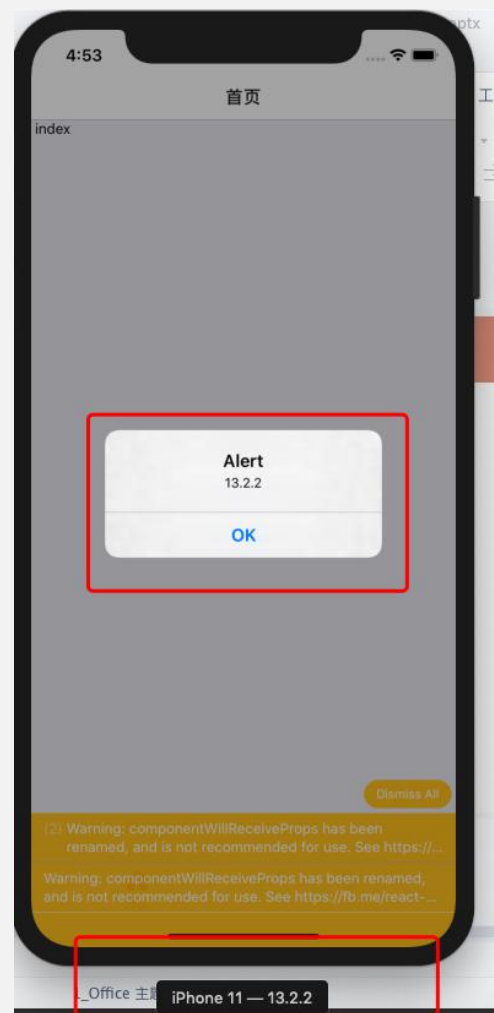 pptx
4:53
首页
工
index
Alert
13.2.2
OK
Dismiss All
(2) Warning: componentWillReceiveProps has been
renamed, and is not recommended for use. See https://...
Warning: componentWillReceiveProps has been renamed,
and is not recommended for use. See https://fb.me/react-...
_Office 主
iPhone 11 — 13.2.2